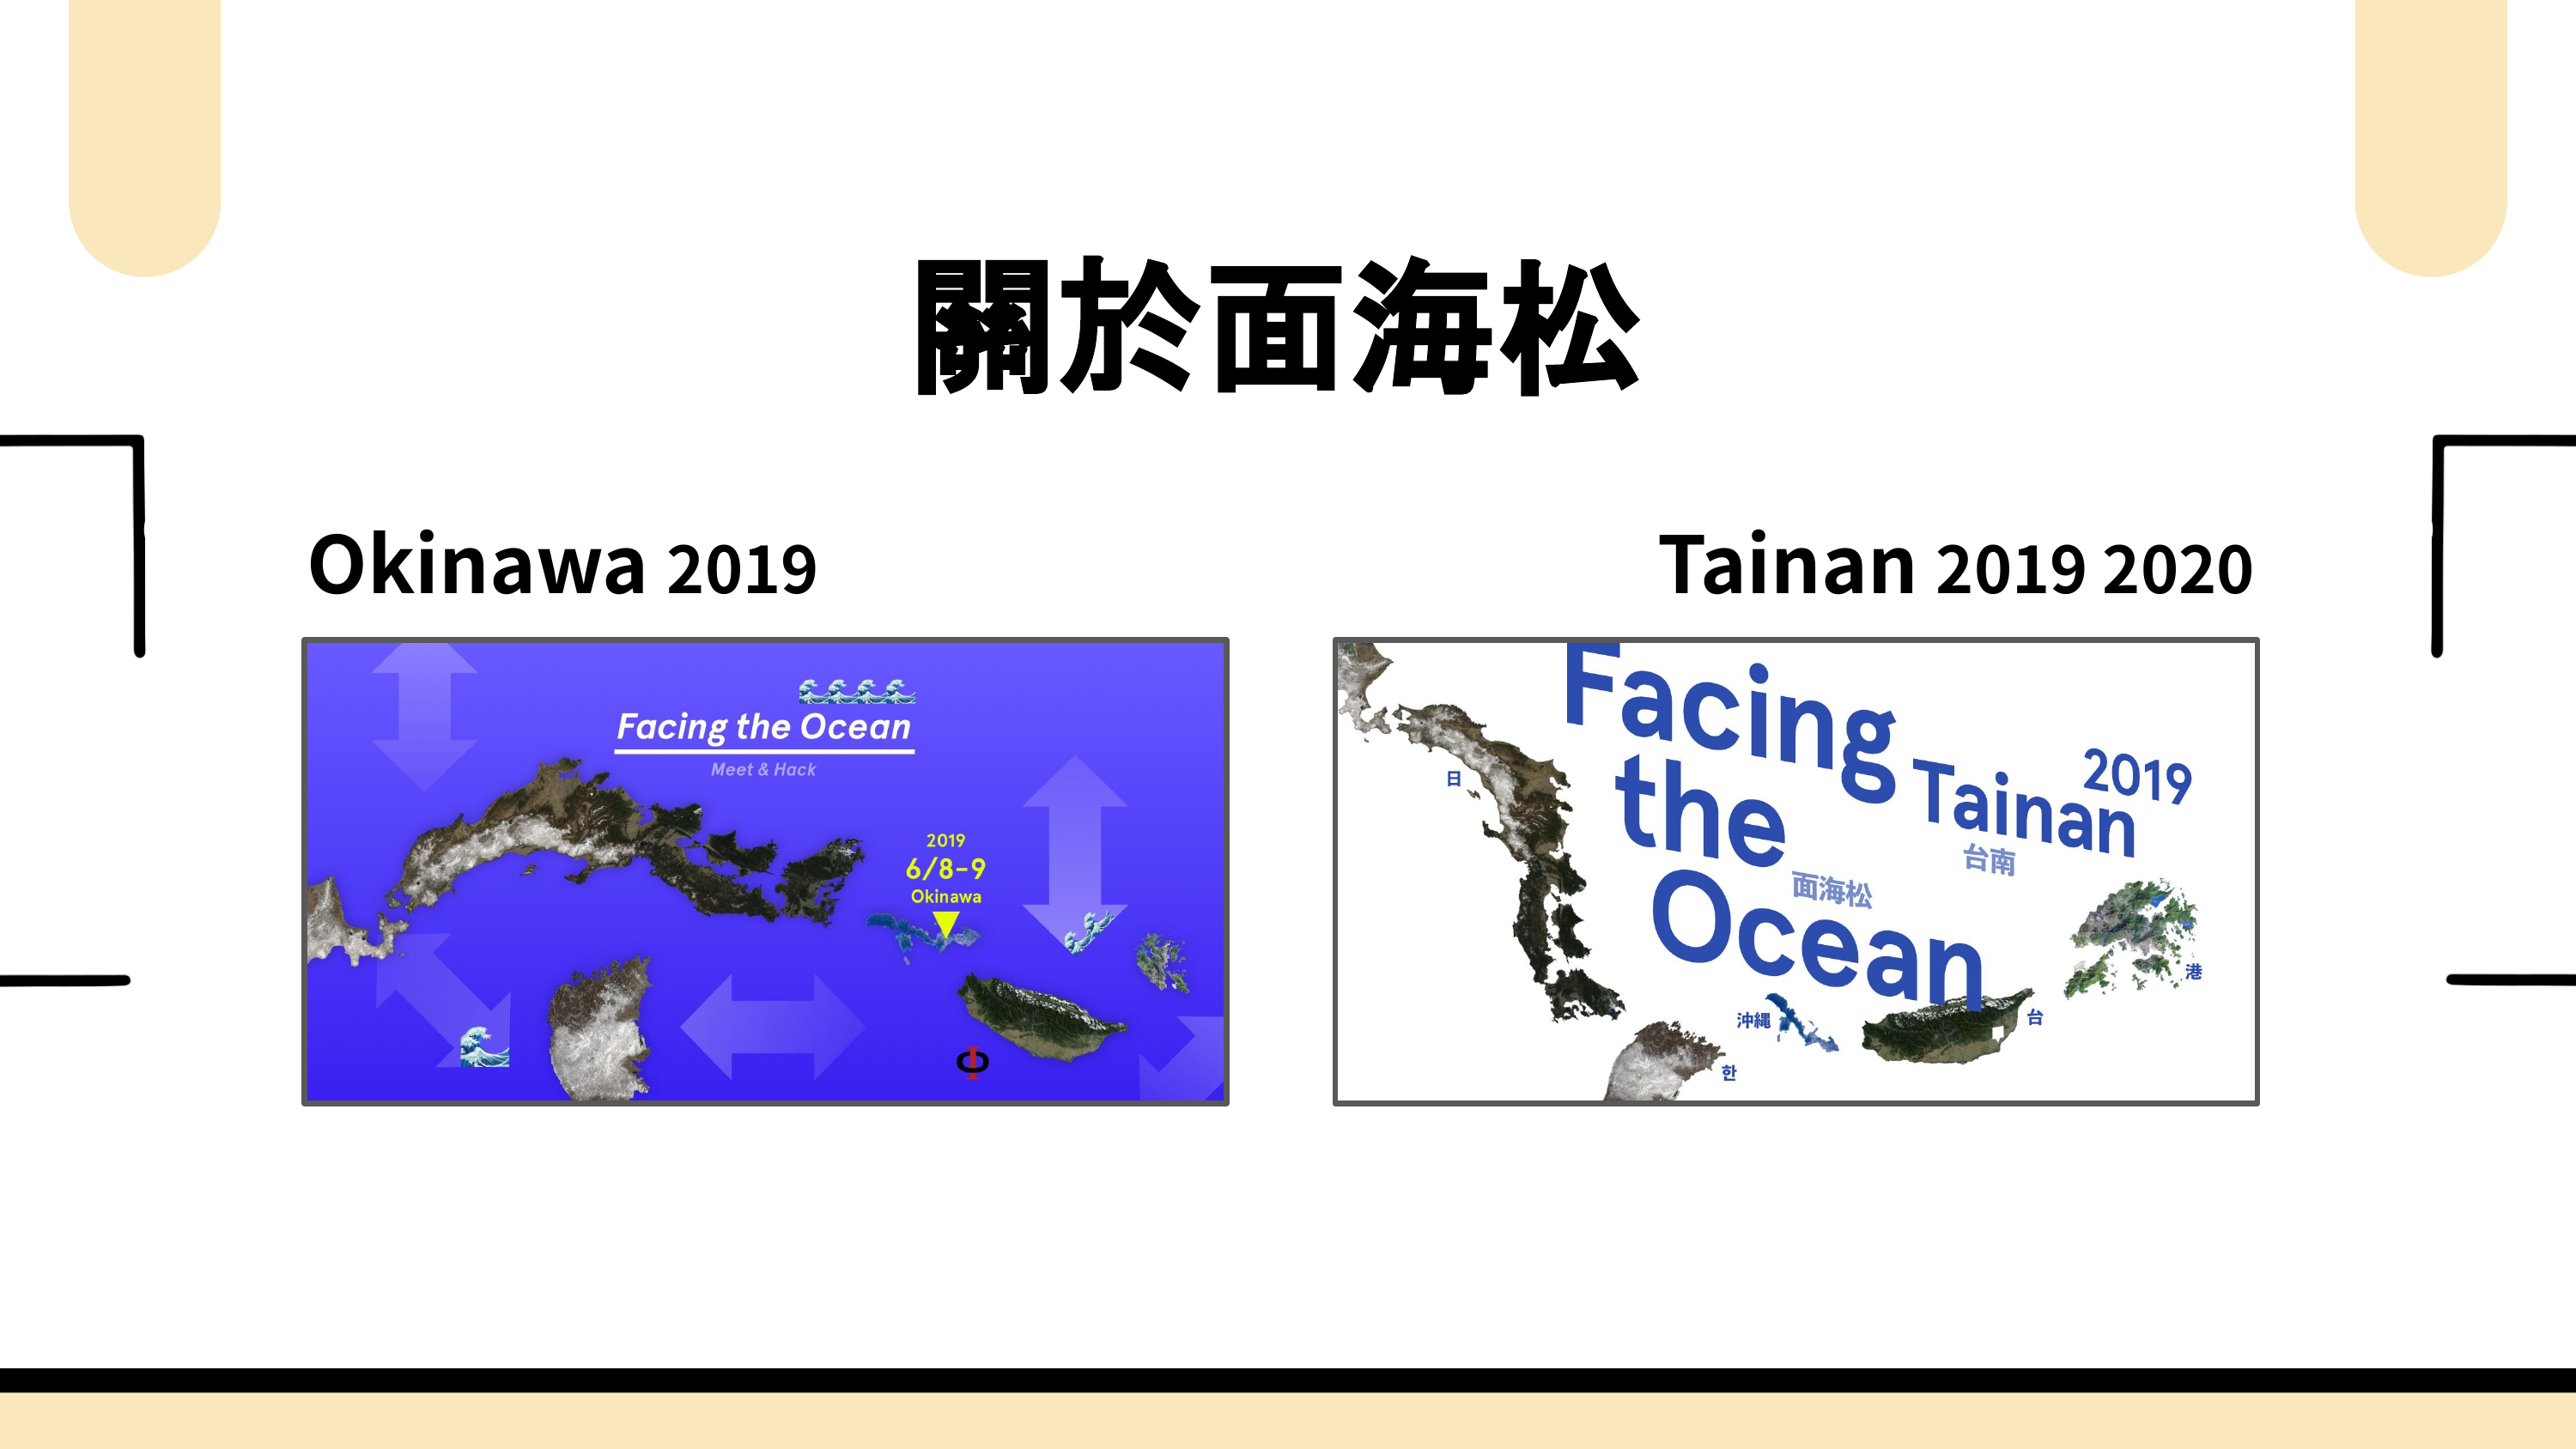 關於面海松
Okinawa 2019
Tainan 2019 2020
Facing the Ocean
Meet & Hack
2019
6/8-9
Okinawa
Facing
the
Ocean
面海松
Tainan
2019
台南
日
沖縄
한
台
港